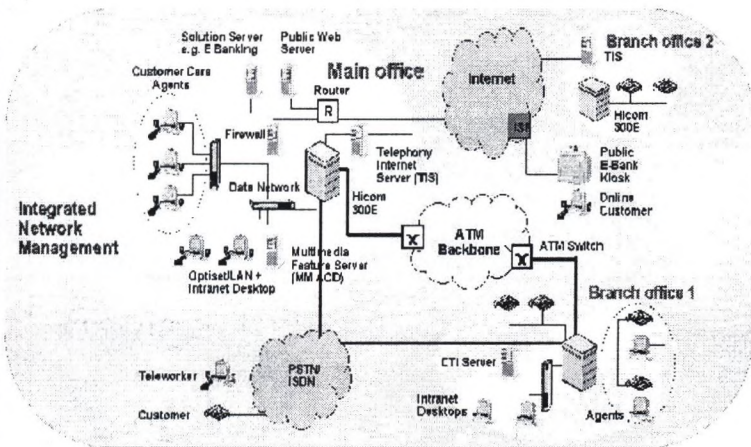 Solution Server
e.g. E Banking
Public Web
Server
Customer Care
Agents
Main office
Router
R
Firewall
Internet
Branch office 2
TIS
Hicom
300E
Telephony
Internet
Server (TIS)
Public
E-Bank
Kiosk
Online
Customer
Data Network
Hicom
300E
Integrated
Network
Management
ATM
Backbone
ATM Switch
Optiset/LAN +
Intranet Desktop
Multimedia
Feature Server
(MM ACD)
Branch office 1
PSTN/
ISDN
CTI Server
Teleworker
Customer
Intranet
Desktops
Agents